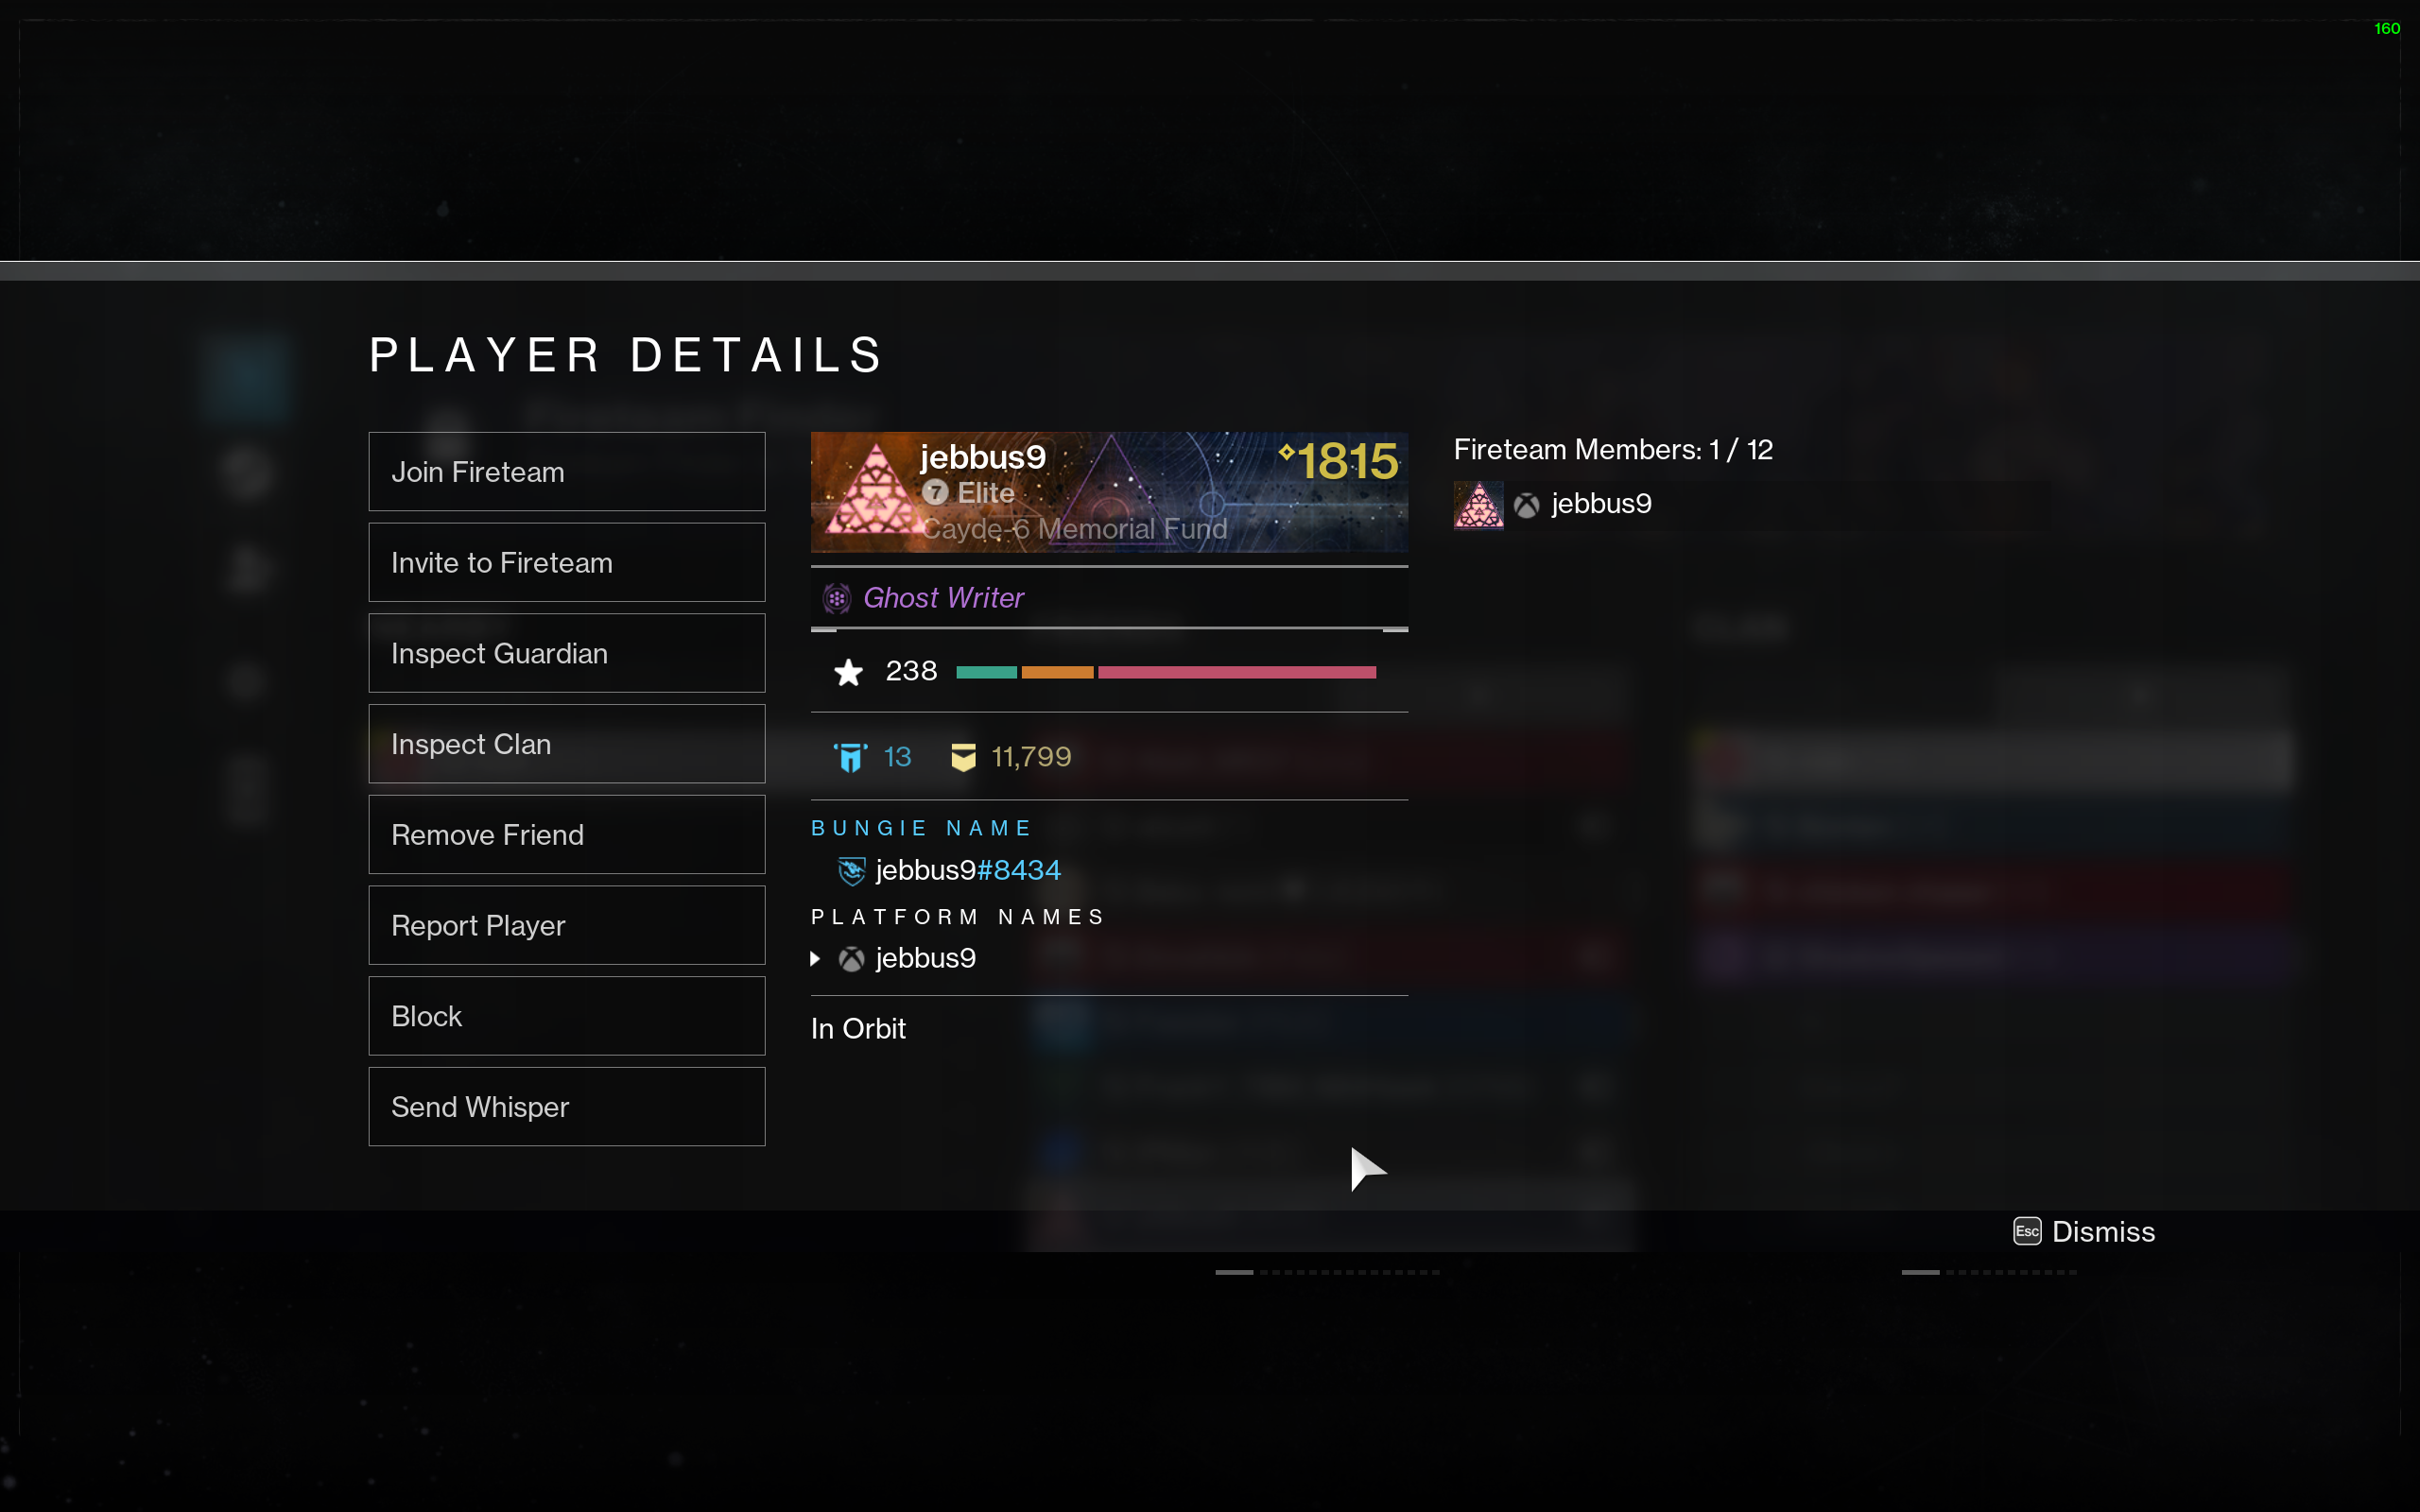 160
PLAYER DETAILS
Join Fireteam
Invite to Fireteam
Inspect Guardian
Inspect Clan
Remove Friend
Report Player
Block
Send Whisper
jebbus9
1815
7 Elite
Cayde-6 Memorial Fund
Ghost Writer
238
13 11,799
BUNGIE NAME
jebbus9#8434
PLATFORM NAMES
jebbus9
In Orbit
Fireteam Members: 1 / 12
jebbus9
Esc Dismiss